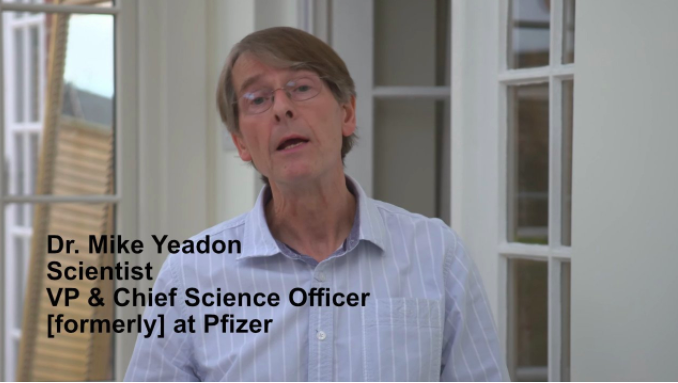 Dr. Mike Yeadon
Scientist
VP & Chief Science Officer
[formerly] at Pfizer